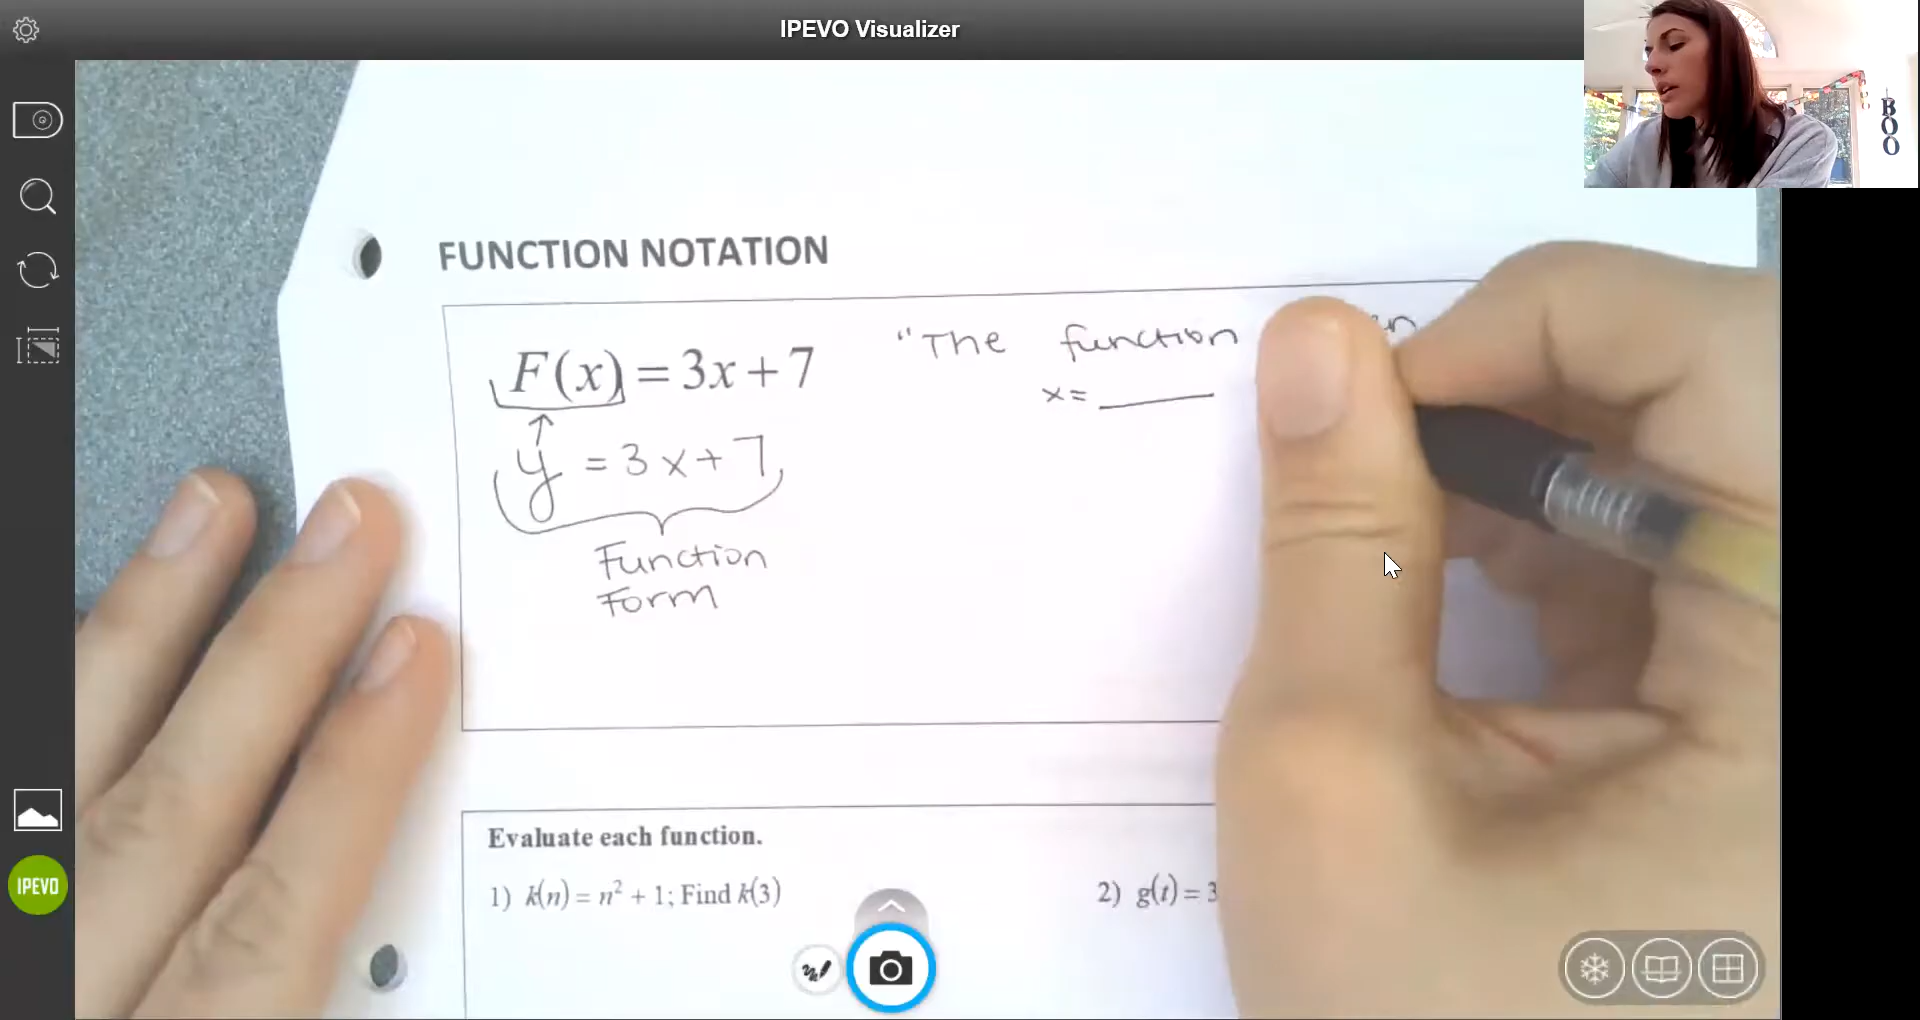 IPEVO Visualizer
BOO
FUNCTION NOTATION
F(x) = 3x + 7
"The function
x = ______
y = 3x + 7
Function
Form
Evaluate each function.
1) k(n) = n² + 1; Find k(3)
2) g(t) = 3
IPEVO